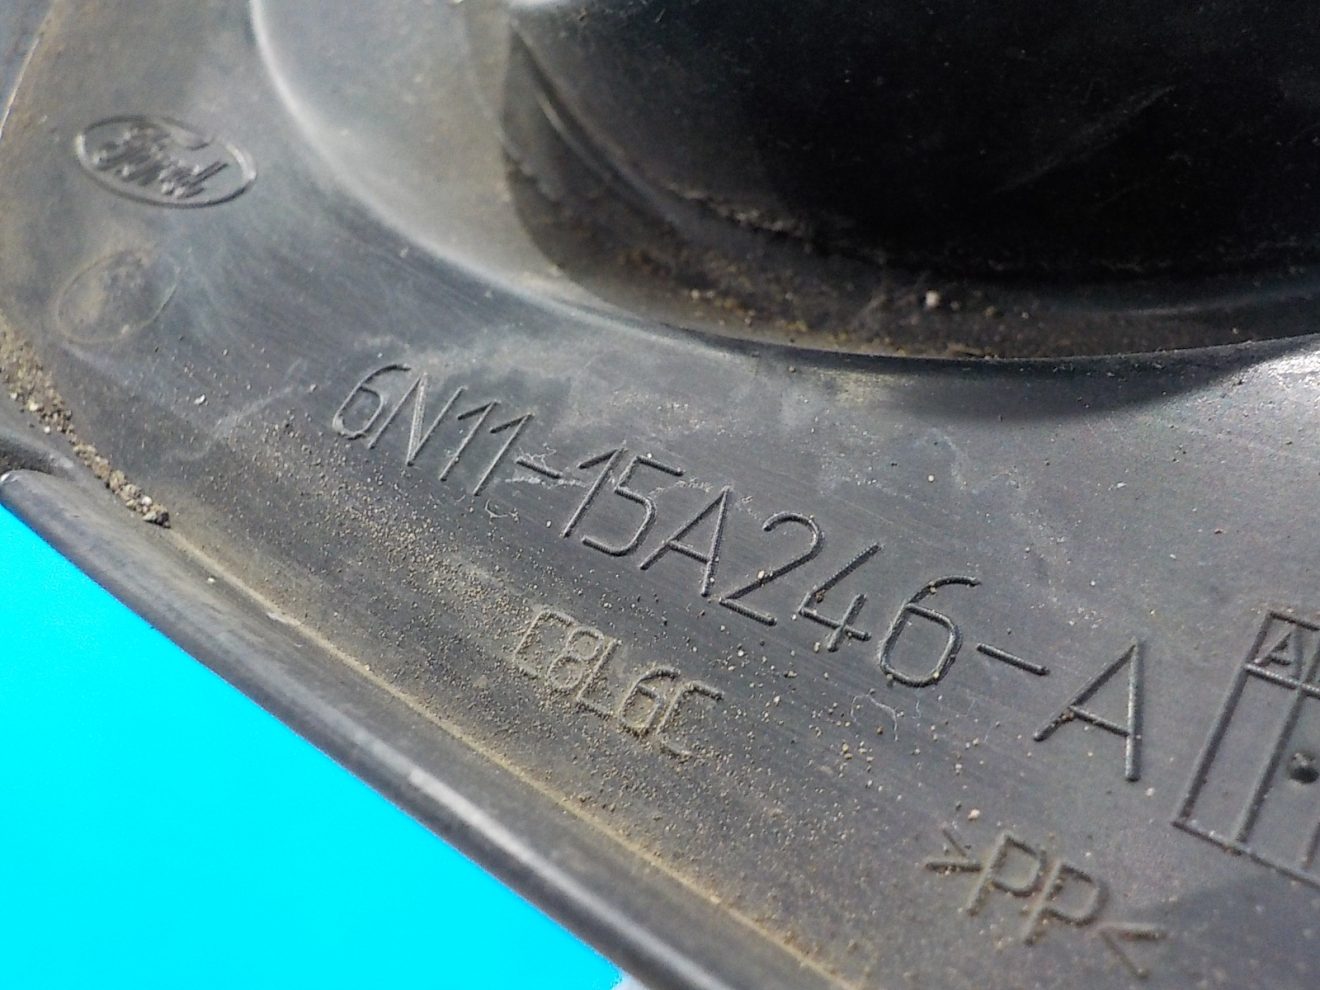 Ford
6N11-15A246-A
C8L6C
A
>PP<